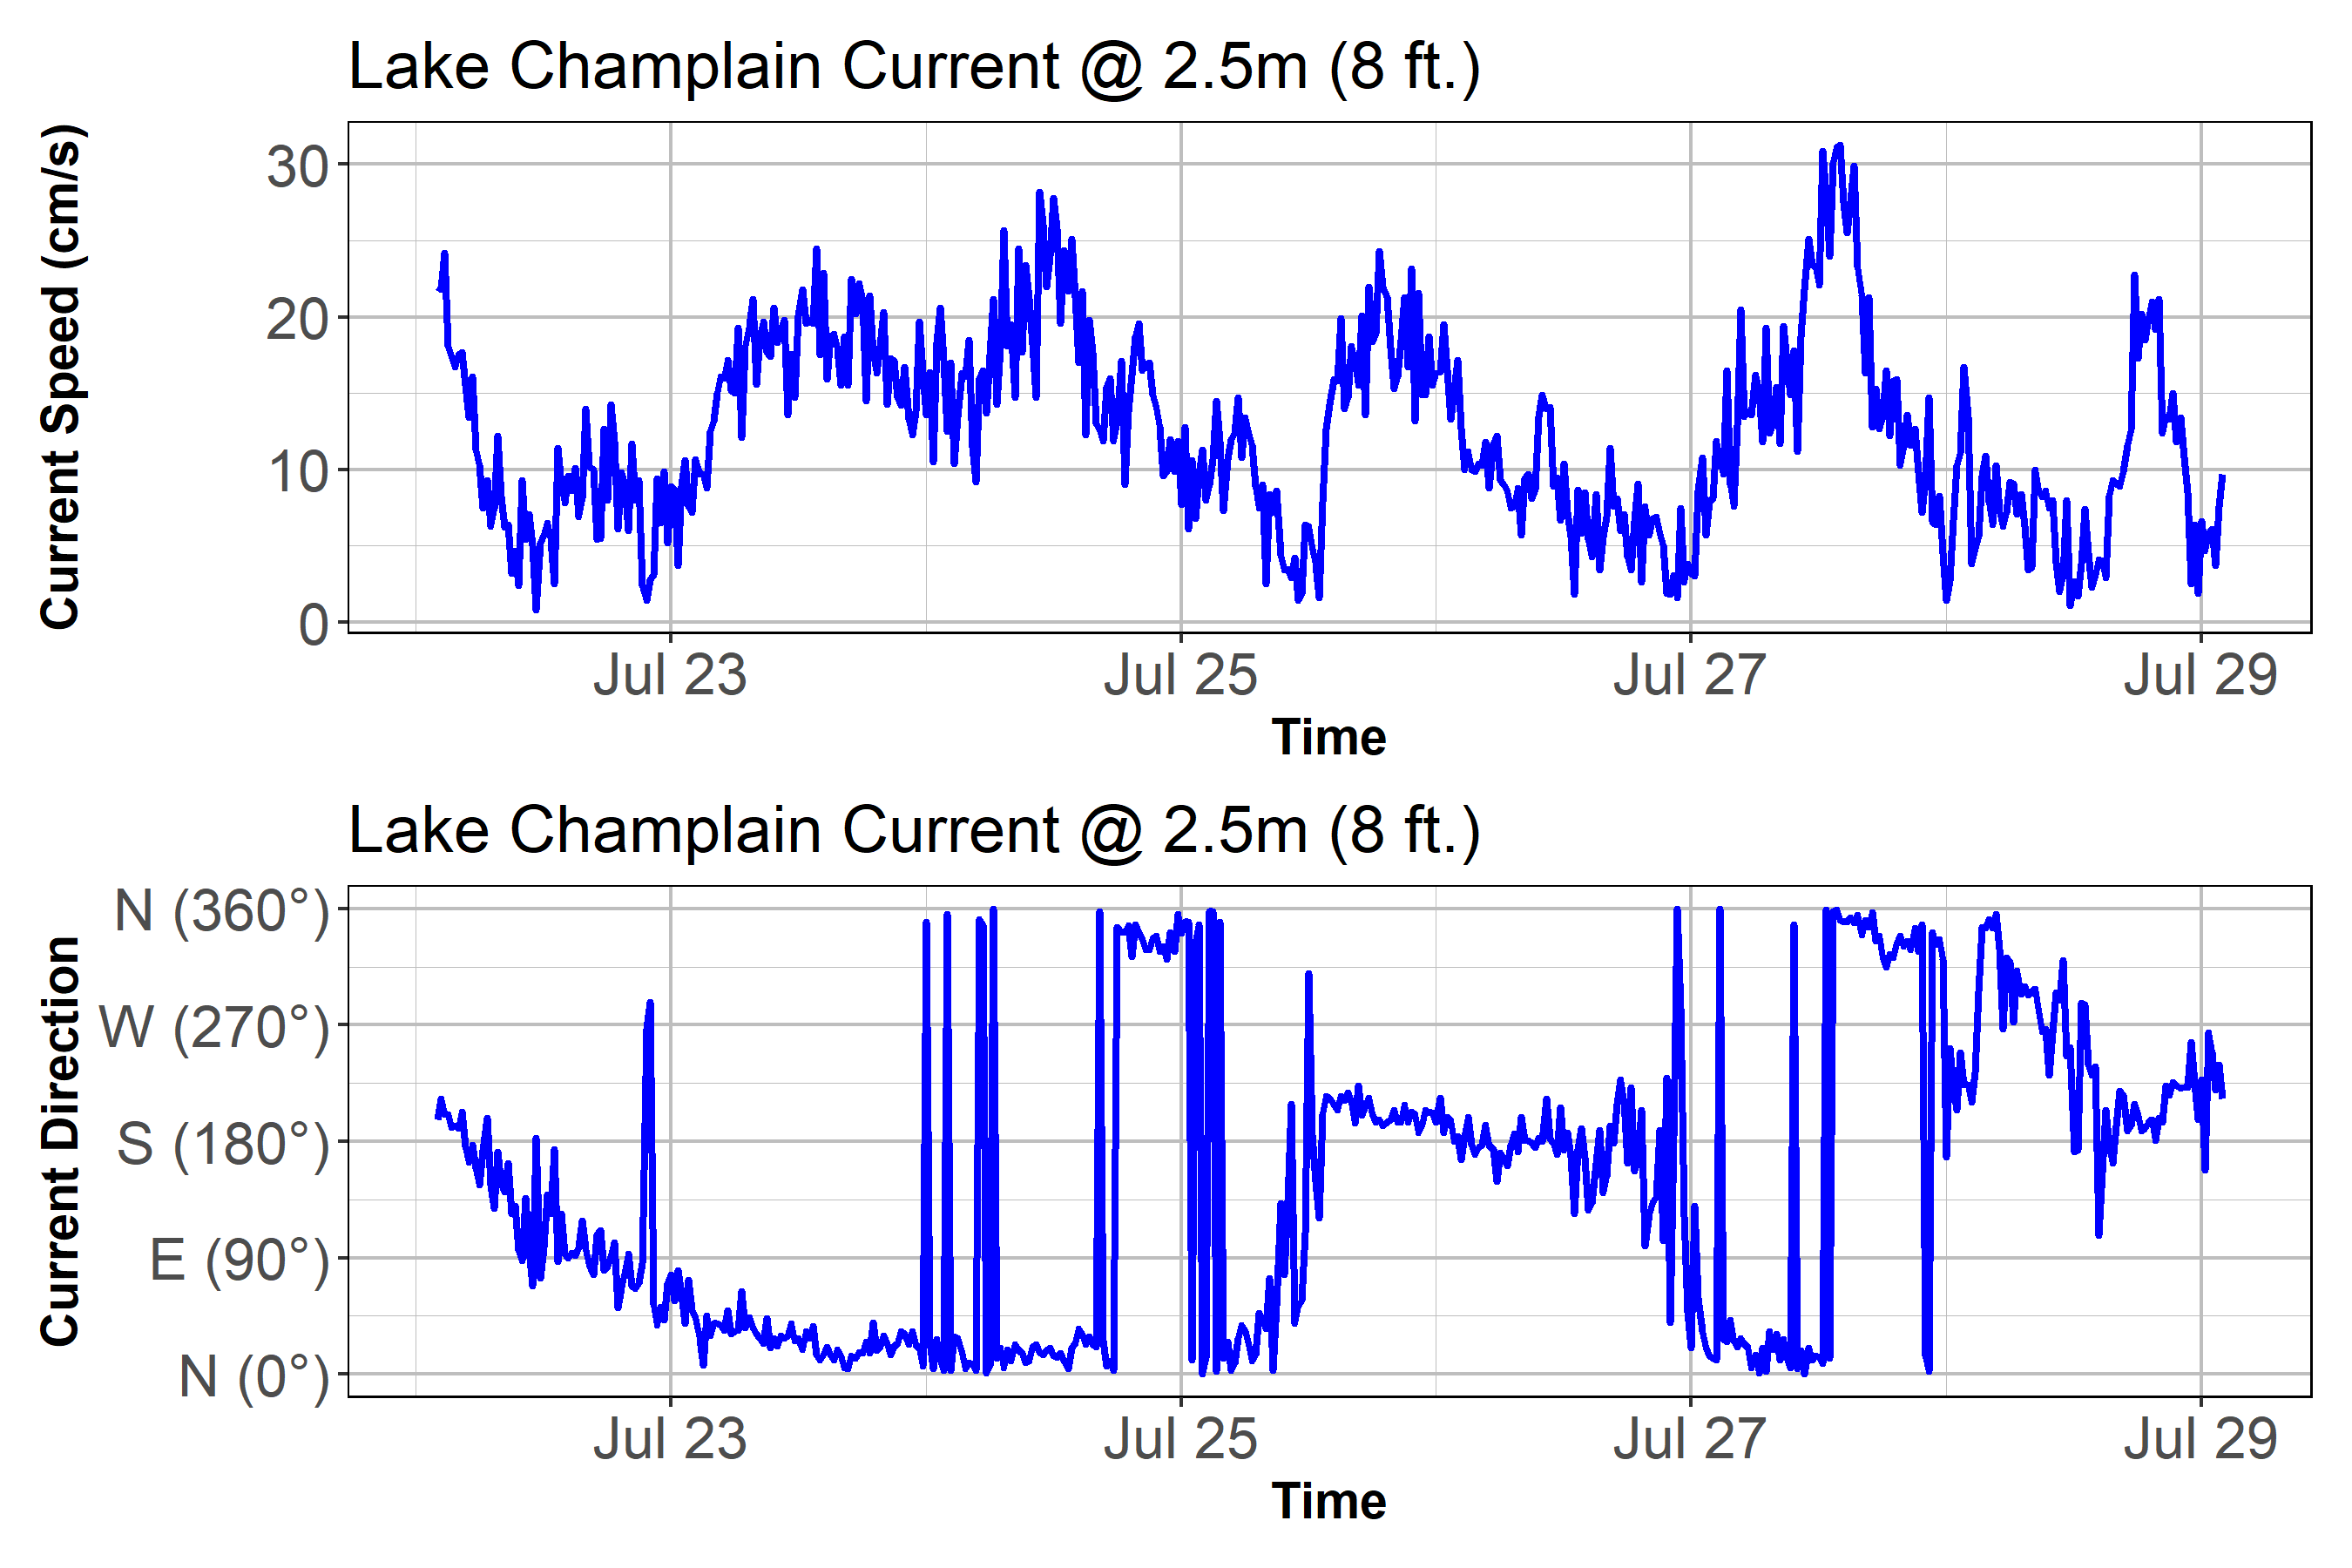 Lake Champlain Current @ 2.5m (8 ft.)
Current Speed (cm/s)
30
20
10
0
Jul 23 Jul 25 Jul 27 Jul 29
Time
Lake Champlain Current @ 2.5m (8 ft.)
Current Direction
N (360°)
W (270°)
S (180°)
E (90°)
N (0°)
Jul 23 Jul 25 Jul 27 Jul 29
Time